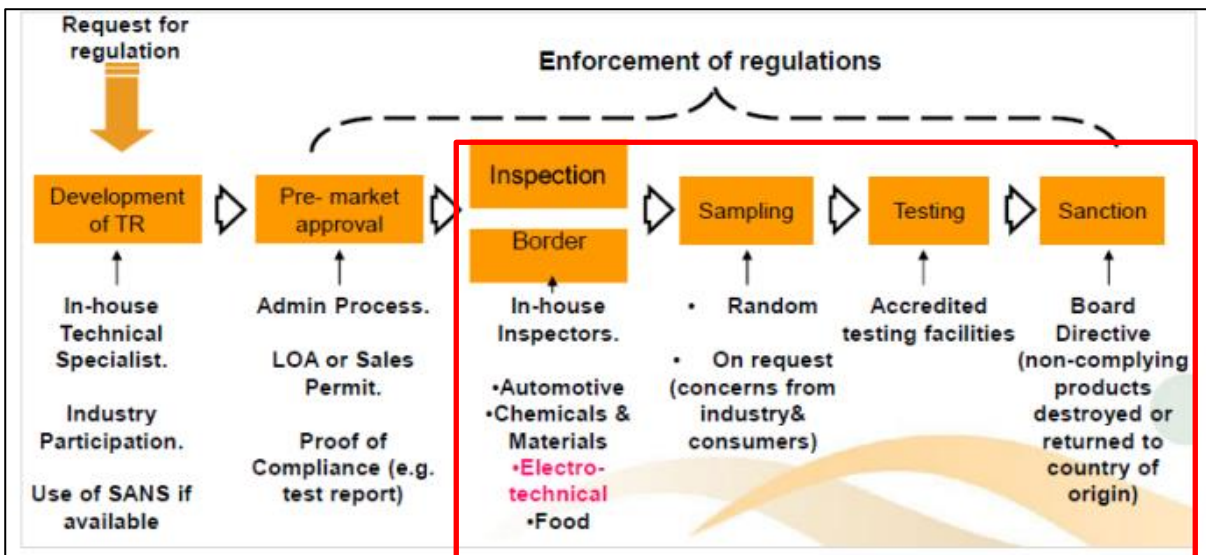 Request for
regulation
Enforcement of regulations
Development
of TR
Pre- market
approval
Inspection
Border
Sampling
Testing
Sanction
In-house
Technical
Specialist.
Industry
Participation.
Use of SANS if
available
Admin Process.
LOA or Sales
Permit.
Proof of
Compliance (e.g.
test report)
In-house
Inspectors.
•Automotive
•Chemicals &
Materials
•Electro-
technical
•Food
• Random
• On request
(concerns from
industry&
consumers)
Accredited
testing facilities
Board
Directive
(non-complying
products
destroyed or
returned to
country of
origin)